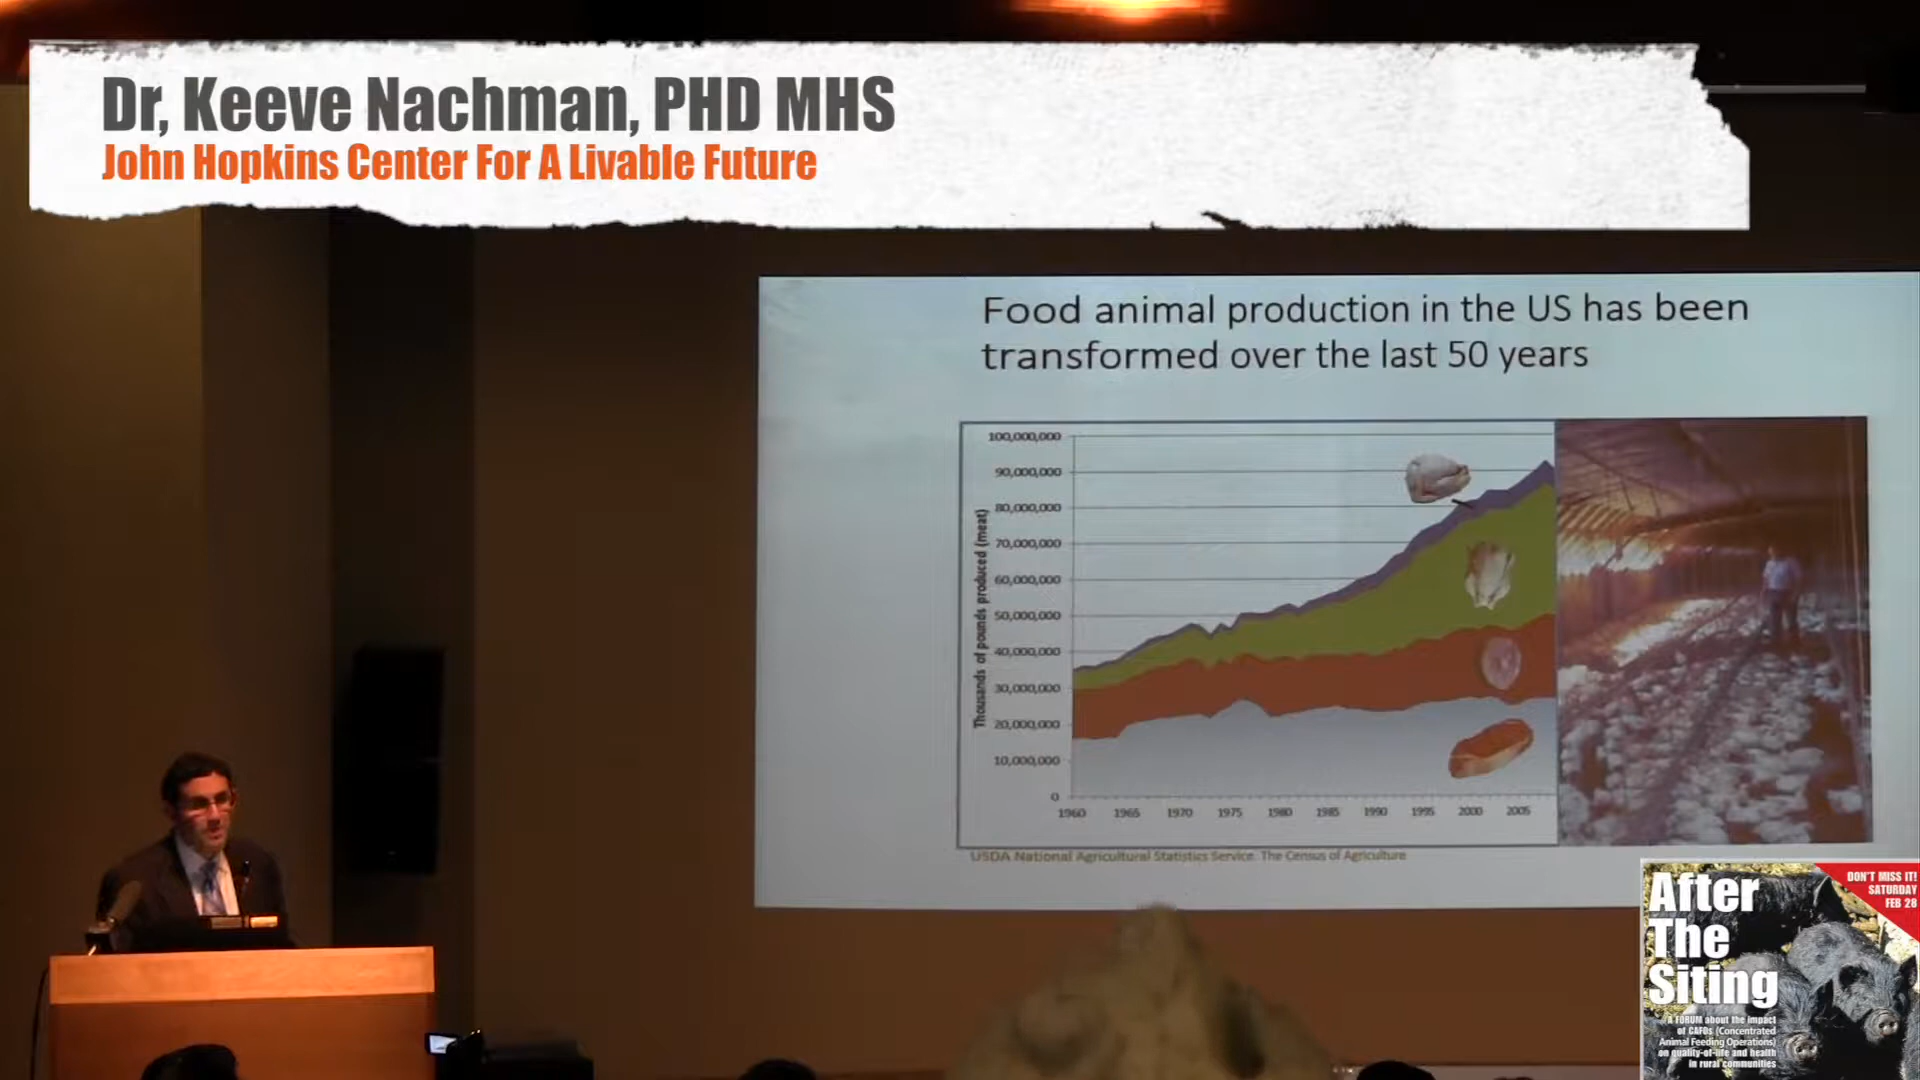 Dr, Keeve Nachman, PHD MHS
John Hopkins Center For A Livable Future
Food animal production in the US has been
transformed over the last 50 years
Thousands of pounds produced (meat)
100,000,000
90,000,000
80,000,000
70,000,000
60,000,000
50,000,000
40,000,000
30,000,000
20,000,000
10,000,000
0
1960 1965 1970 1975 1980 1985 1990 1995 2000 2005
USDA National Agricultural Statistics Service. The Census of Agriculture
DON'T MISS IT!
SATURDAY
FEB 28
After
The
Siting
A FORUM about the impact
of CAFOs (Concentrated
Animal Feeding Operations)
on quality-of-life and health
in rural communities